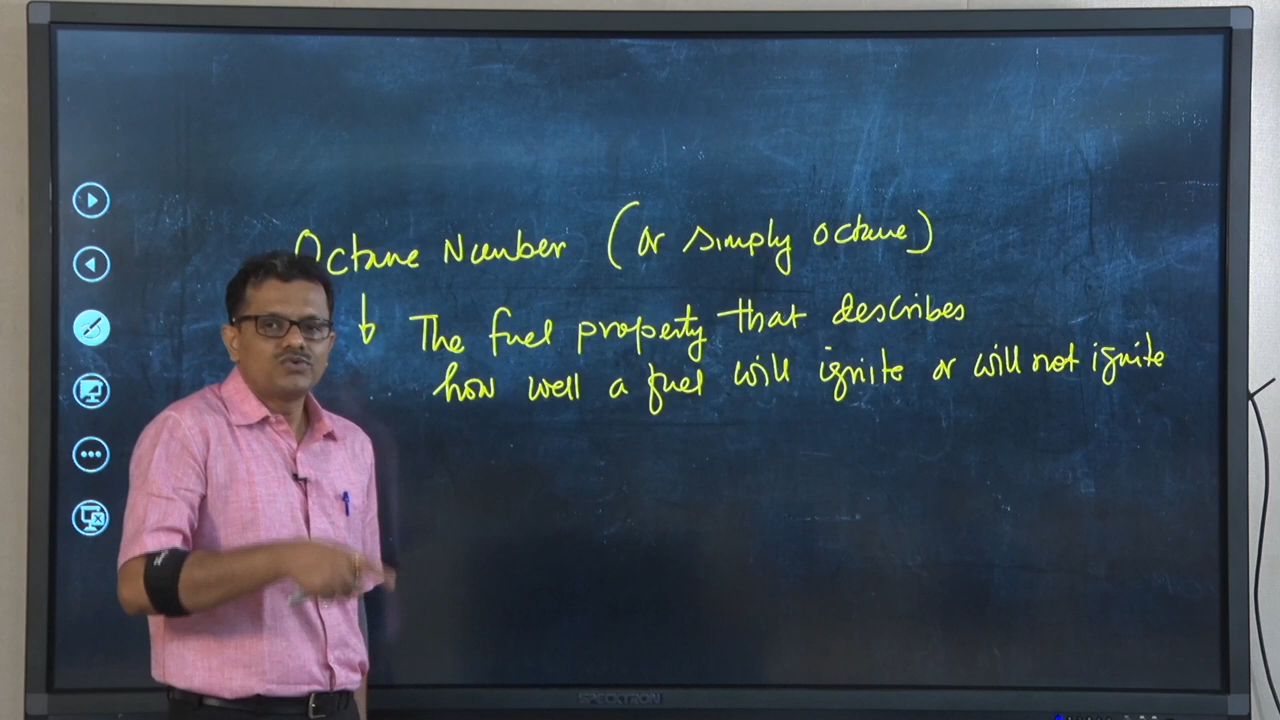 Octane Number (or simply octane)
↓ The fuel property that describes
how well a fuel will ignite or will not ignite
SPECKTRON